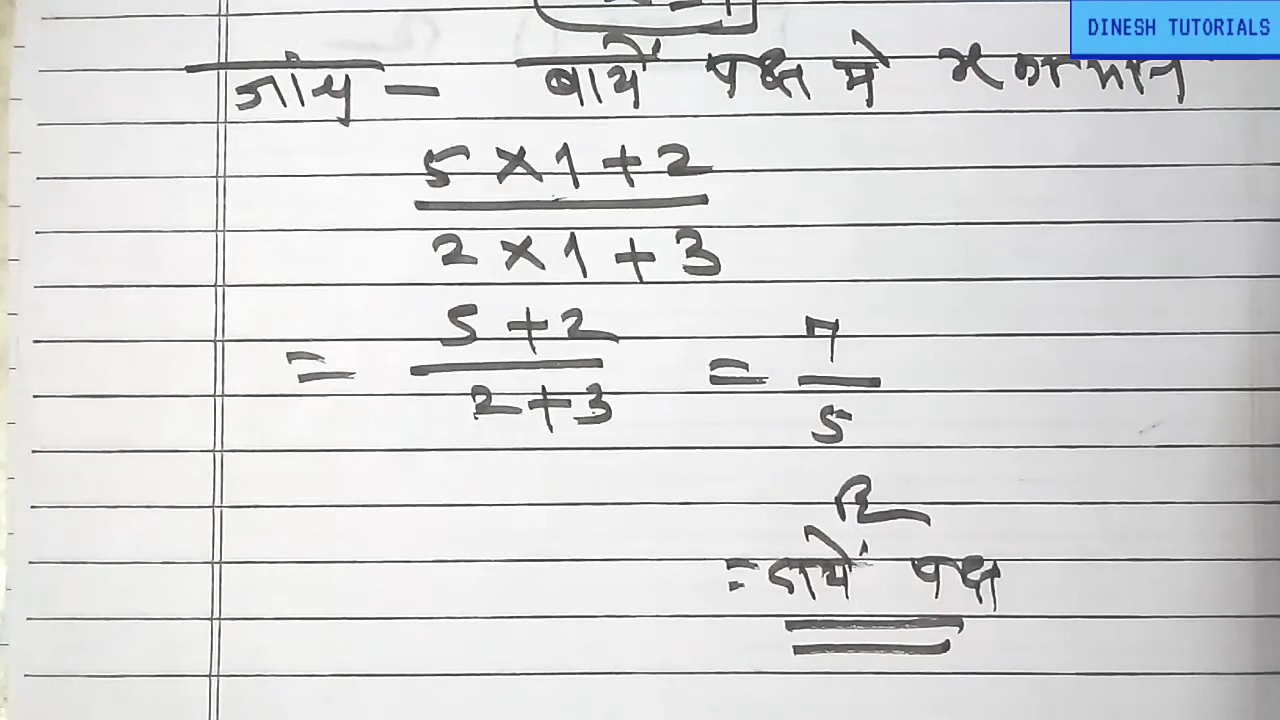 DINESH TUTORIALS
जांच - बायें पक्ष मे x का मान
5 × 1 + 2
2 × 1 + 3
= 5 + 2 / 2 + 3 = 7 / 5
= दायें पक्ष